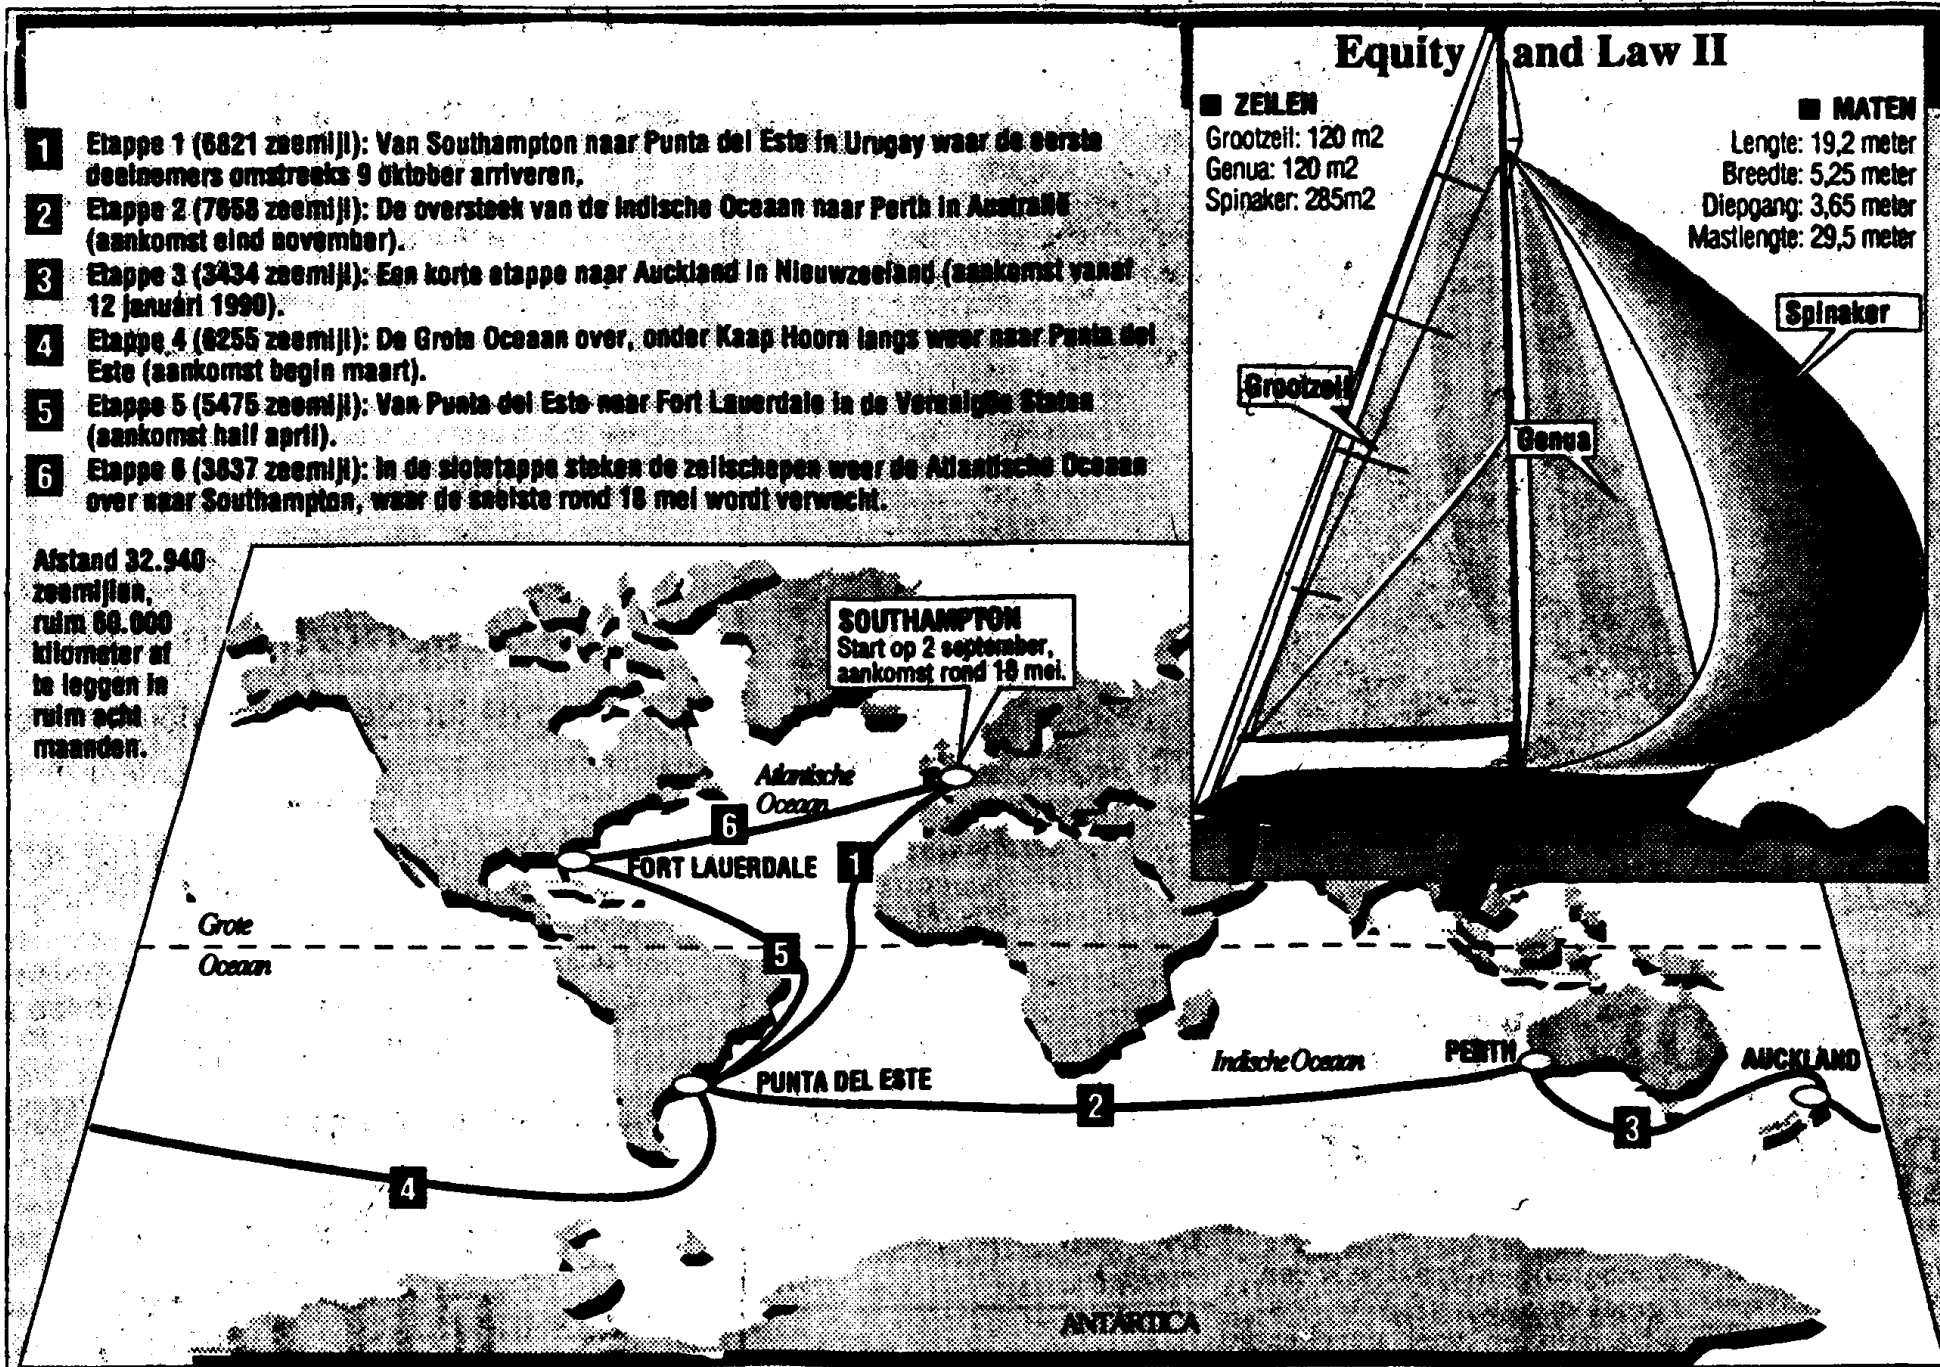 1 Etappe 1 (6821 zeemijl): Van Southampton naar Punta del Este in Urugay waar de eerste
deelnemers omstreeks 9 oktober arriveren.
2 Etappe 2 (7658 zeemijl): De oversteek van de Indische Oceaan naar Perth in Australië
(aankomst eind november).
3 Etappe 3 (3434 zeemijl): Een korte etappe naar Auckland in Nieuwzeeland (aankomst vanaf
12 januari 1990).
4 Etappe 4 (6255 zeemijl): De Grote Oceaan over, onder Kaap Hoorn langs weer naar Punta del
Este (aankomst begin maart).
5 Etappe 5 (5475 zeemijl): Van Punta del Este naar Fort Lauerdale in de Verenigde Staten
(aankomst half april).
6 Etappe 6 (3837 zeemijl): In de slotetappe steken de zeilschepen weer de Atlantische Oceaan
over naar Southampton, waar de snelste rond 18 mei wordt verwacht.
Afstand 32.940
zeemijlen,
ruim 60.000
kilometer af
te leggen in
ruim acht
maanden.
Equity and Law II
ZEILEN
Grootzeil: 120 m2
Genua: 120 m2
Spinaker: 285m2
MATEN
Lengte: 19,2 meter
Breedte: 5,25 meter
Diepgang: 3,65 meter
Mastlengte: 29,5 meter
Spinaker
Grootzeil
Genua
SOUTHAMPTON
Start op 2 september,
aankomst rond 18 mei.
Atlantische
Oceaan
6
1
FORT LAUERDALE
Grote
Oceaan
5
Indische Oceaan
PERTH
AUCKLAND
PUNTA DEL ESTE
2
3
4
ANTARTICA